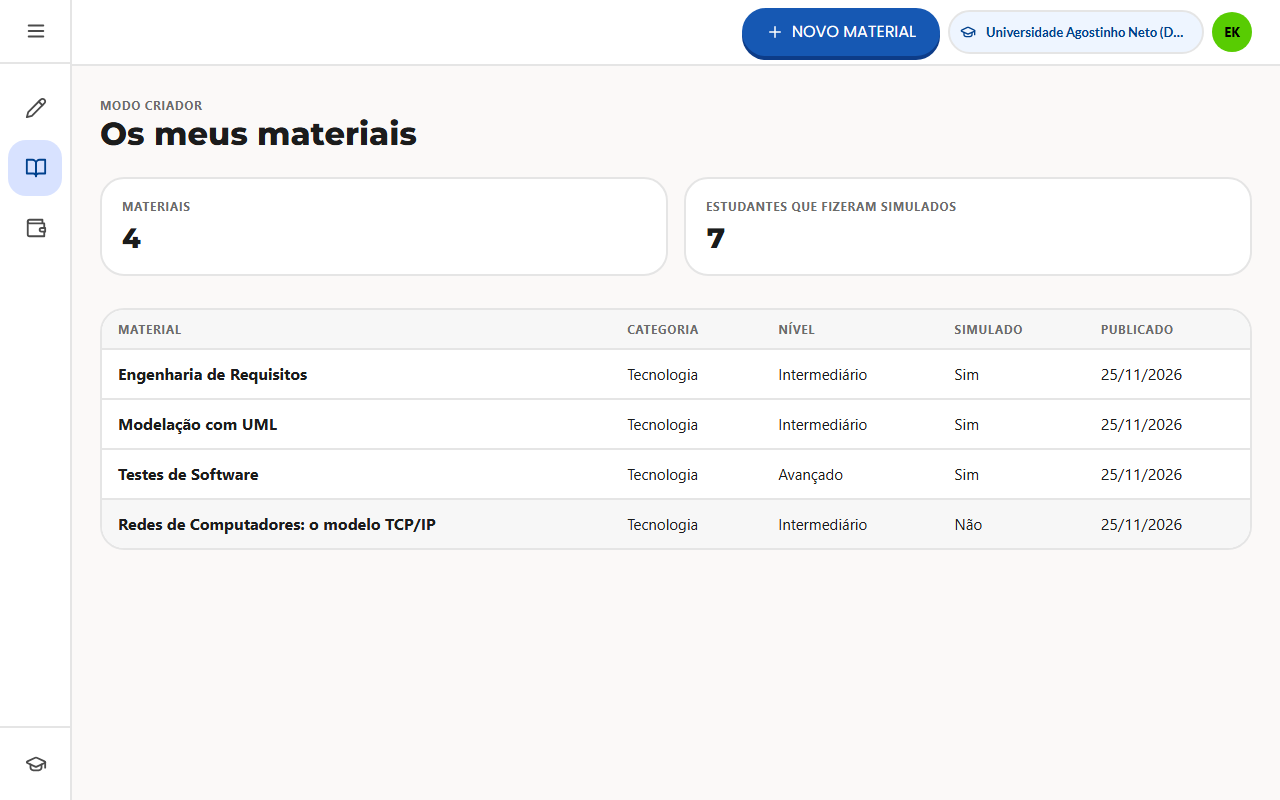 NOVO MATERIAL
Universidade Agostinho Neto (D...
EK
MODO CRIADOR
Os meus materiais
MATERIAIS
4
ESTUDANTES QUE FIZERAM SIMULADOS
7
MATERIAL CATEGORIA NÍVEL SIMULADO PUBLICADO
Engenharia de Requisitos Tecnologia Intermediário Sim 25/11/2026
Modelação com UML Tecnologia Intermediário Sim 25/11/2026
Testes de Software Tecnologia Avançado Sim 25/11/2026
Redes de Computadores: o modelo TCP/IP Tecnologia Intermediário Não 25/11/2026